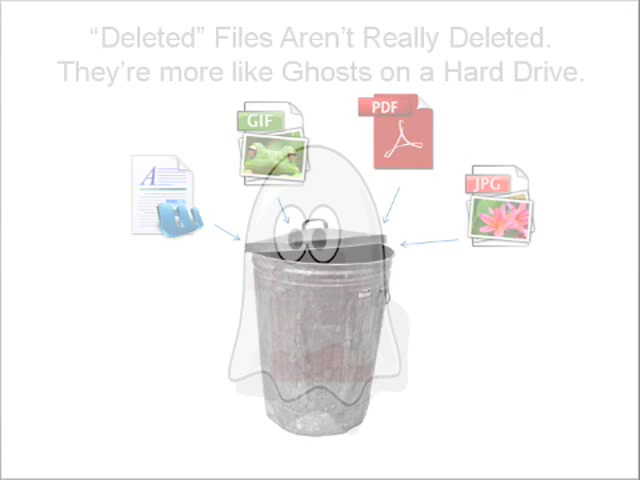 “Deleted” Files Aren’t Really Deleted.
They’re more like Ghosts on a Hard Drive.
GIF
PDF
A
JPG